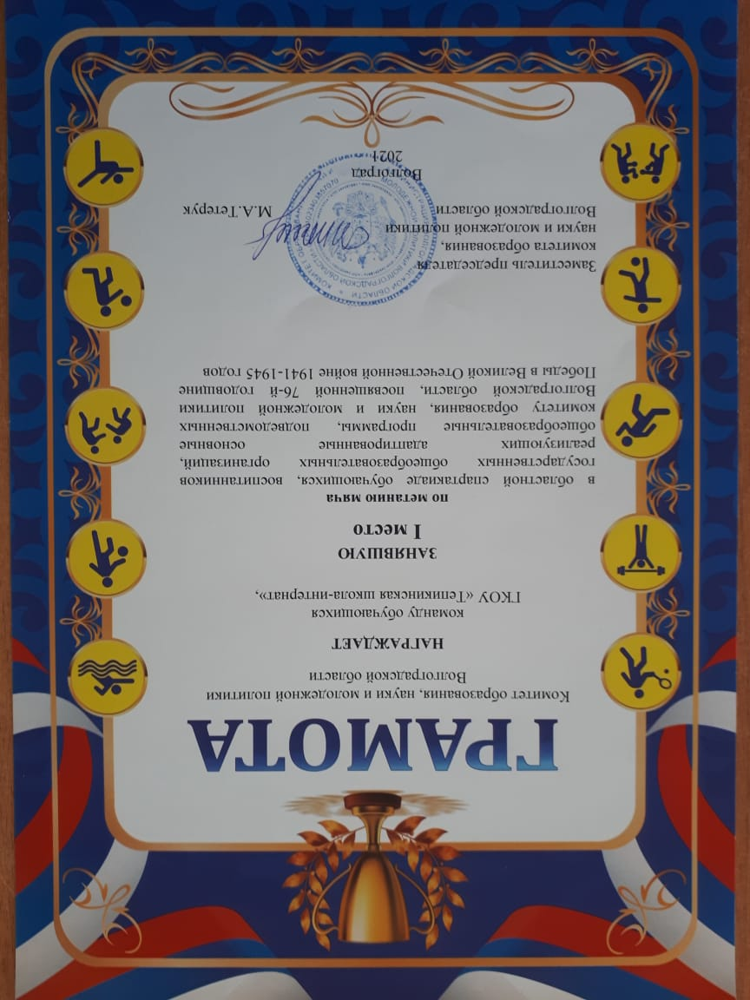 ГРАМОТА
Комитет образования, науки и молодежной политики
Волгоградской области
НАГРАЖДАЕТ
команду обучающихся
ГКОУ «Тепикинская школа-интернат»,
ЗАНЯВШУЮ
I место
по метанию мяча
в областной спартакиаде обучающихся, воспитанников
государственных общеобразовательных организаций,
реализующих адаптированные основные
общеобразовательные программы, подведомственных
комитету образования, науки и молодежной политики
Волгоградской области, посвященной 76-й годовщине
Победы в Великой Отечественной войне 1941-1945 годов
Заместитель председателя
комитета образования,
науки и молодежной политики
Волгоградской области М.А.Тетерук
Волгоград
2021